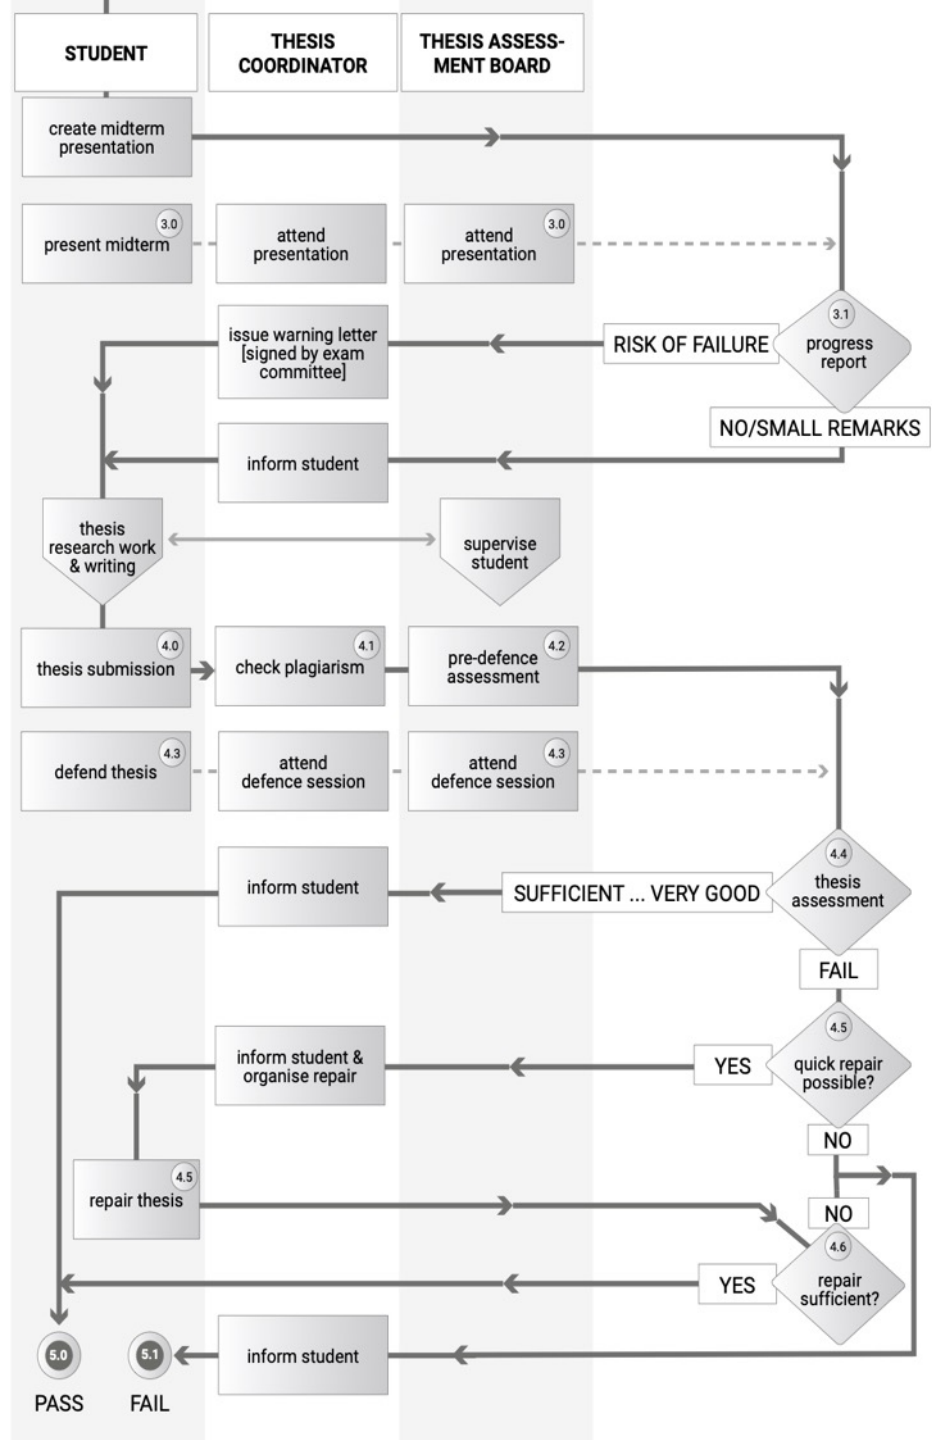 STUDENT
THESIS
COORDINATOR
THESIS ASSESS-
MENT BOARD
create midterm
presentation
3.0
present midterm
attend
presentation
3.0
attend
presentation
3.1
progress
report
RISK OF FAILURE
issue warning letter
[signed by exam
committee]
NO/SMALL REMARKS
inform student
thesis
research work
& writing
supervise
student
4.0
thesis submission
4.1
check plagiarism
4.2
pre-defence
assessment
4.3
defend thesis
attend
defence session
4.3
attend
defence session
4.4
thesis
assessment
SUFFICIENT ... VERY GOOD
inform student
FAIL
4.5
quick repair
possible?
YES
inform student &
organise repair
NO
4.5
repair thesis
NO
4.6
repair
sufficient?
YES
inform student
5.0
PASS
5.1
FAIL